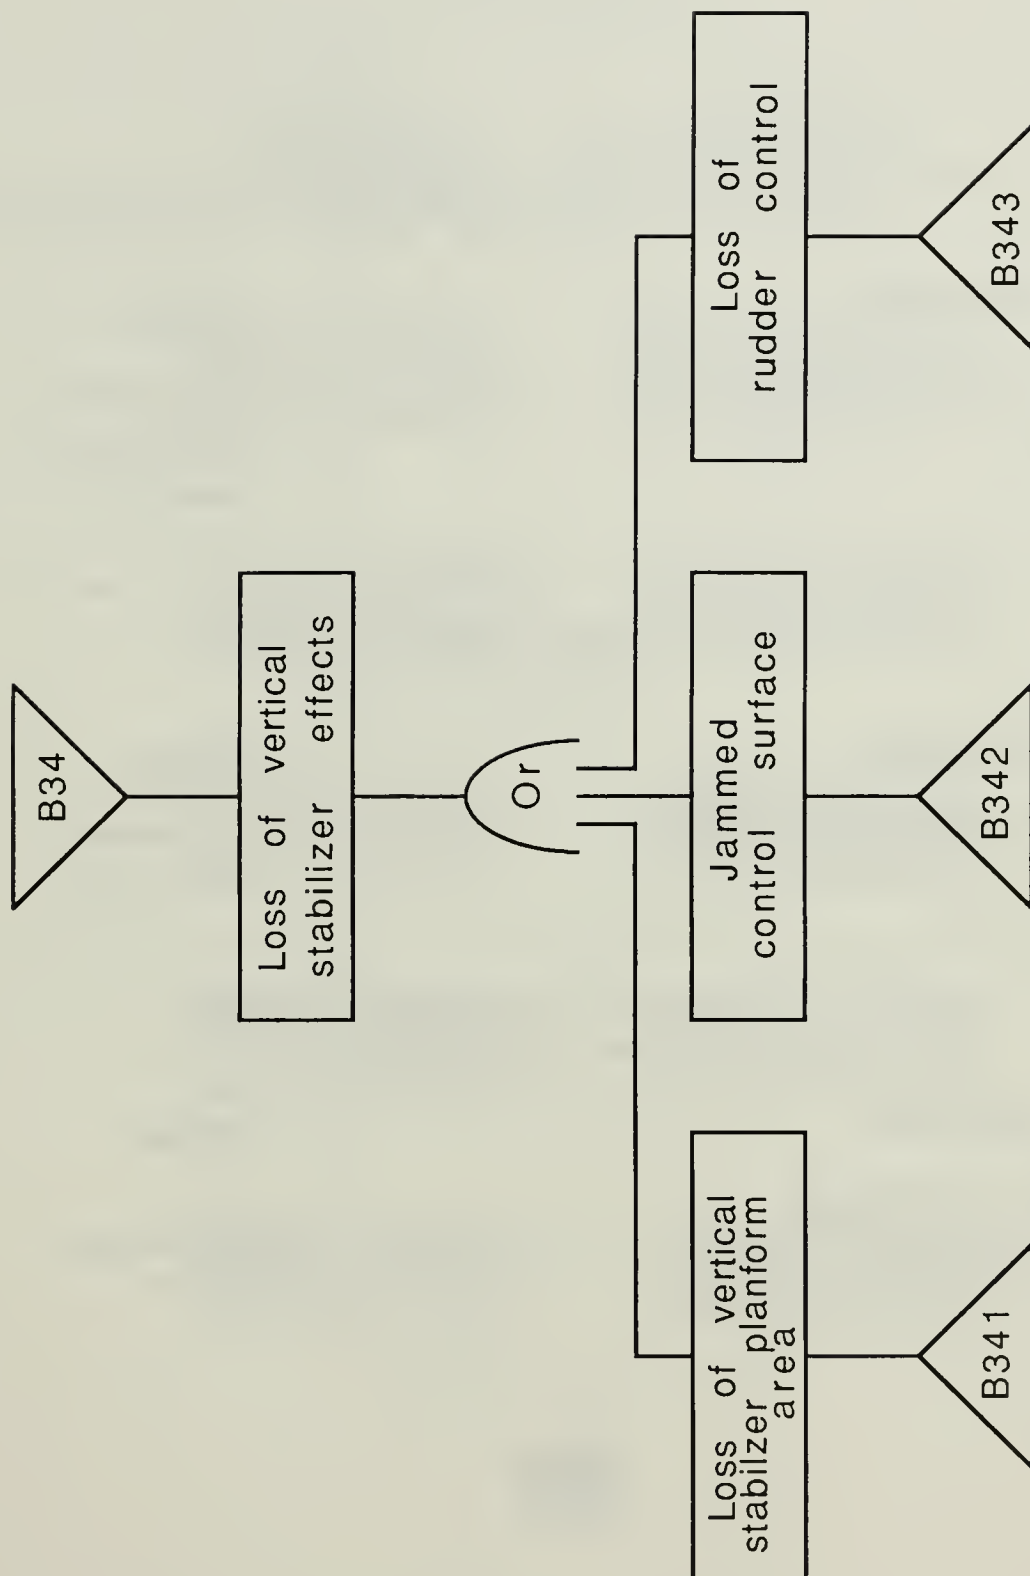 B34
Loss of vertical
stabilizer effects
Or
Loss of vertical
stabilzer planform
area
Jammed
control surface
Loss of
rudder control
B341
B342
B343